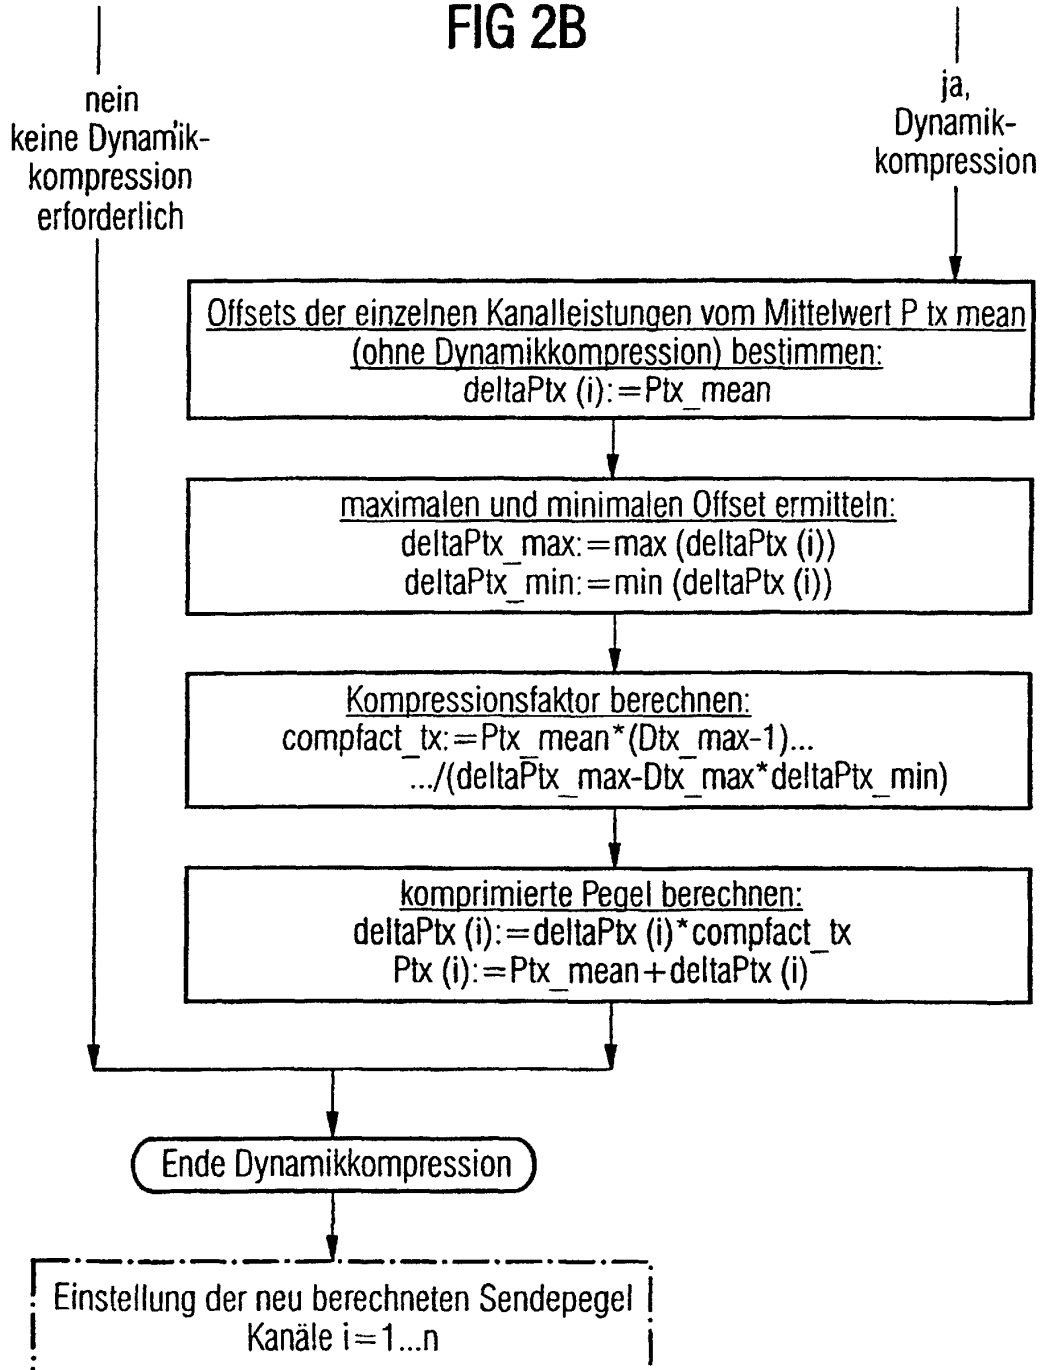 FIG 2B
nein
keine Dynamik-
kompression
erforderlich
ja,
Dynamik-
kompression
Offsets der einzelnen Kanalleistungen vom Mittelwert P tx mean
(ohne Dynamikkompression) bestimmen:
deltaPtx (i):=Ptx_mean
maximalen und minimalen Offset ermitteln:
deltaPtx_max:=max (deltaPtx (i))
deltaPtx_min:=min (deltaPtx (i))
Kompressionsfaktor berechnen:
compfact_tx:=Ptx_mean*(Dtx_max-1)...
.../(deltaPtx_max-Dtx_max*deltaPtx_min)
komprimierte Pegel berechnen:
deltaPtx (i):=deltaPtx (i)*compfact_tx
Ptx (i):=Ptx_mean+deltaPtx (i)
Ende Dynamikkompression
Einstellung der neu berechneten Sendepegel
Kanäle i=1...n